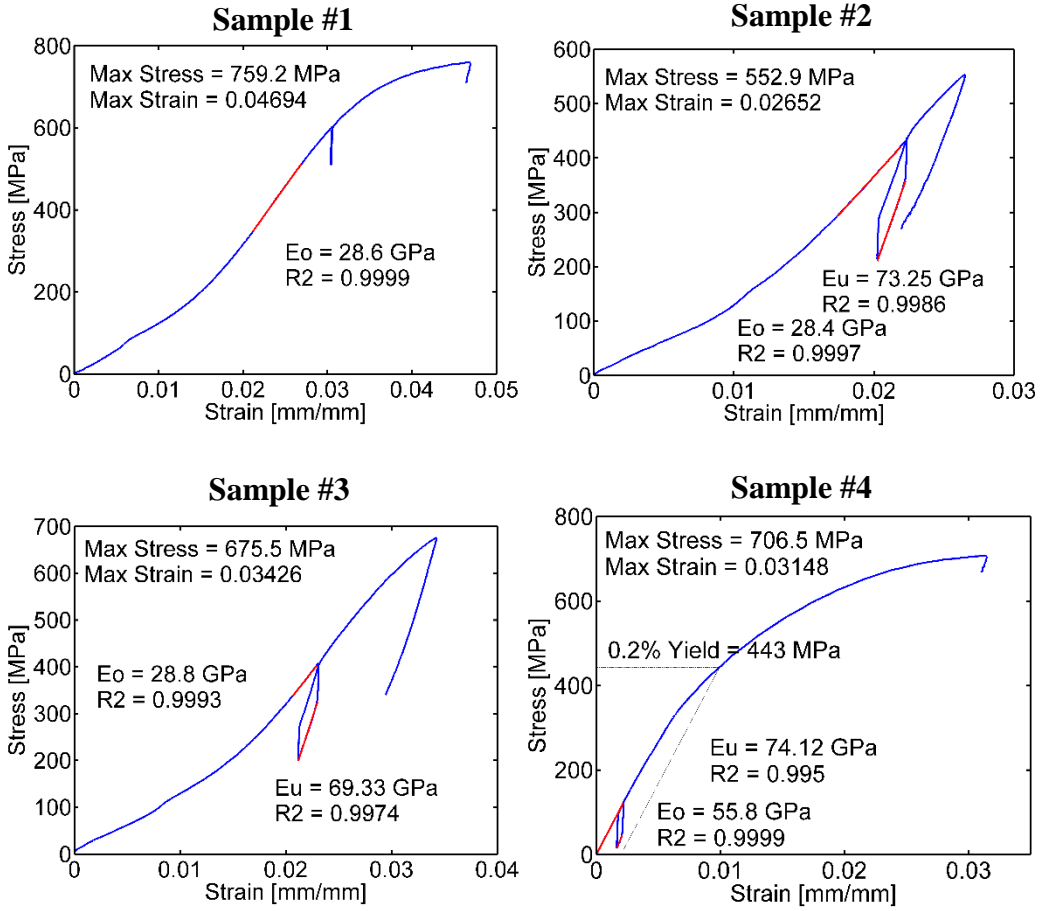 Sample #1
800
600
400
200
0
Max Stress = 759.2 MPa
Max Strain = 0.04694
Eo = 28.6 GPa
R2 = 0.9999
Stress [MPa]
0 0.01 0.02 0.03 0.04 0.05
Strain [mm/mm]
Sample #2
600
500
400
300
200
100
0
Max Stress = 552.9 MPa
Max Strain = 0.02652
Eu = 73.25 GPa
R2 = 0.9986
Eo = 28.4 GPa
R2 = 0.9997
Stress [MPa]
0 0.01 0.02 0.03
Strain [mm/mm]
Sample #3
700
600
500
400
300
200
100
0
Max Stress = 675.5 MPa
Max Strain = 0.03426
Eo = 28.8 GPa
R2 = 0.9993
Eu = 69.33 GPa
R2 = 0.9974
Stress [MPa]
0 0.01 0.02 0.03 0.04
Strain [mm/mm]
Sample #4
800
600
400
200
0
Max Stress = 706.5 MPa
Max Strain = 0.03148
0.2% Yield = 443 MPa
Eu = 74.12 GPa
R2 = 0.995
Eo = 55.8 GPa
R2 = 0.9999
Stress [MPa]
0 0.01 0.02 0.03
Strain [mm/mm]